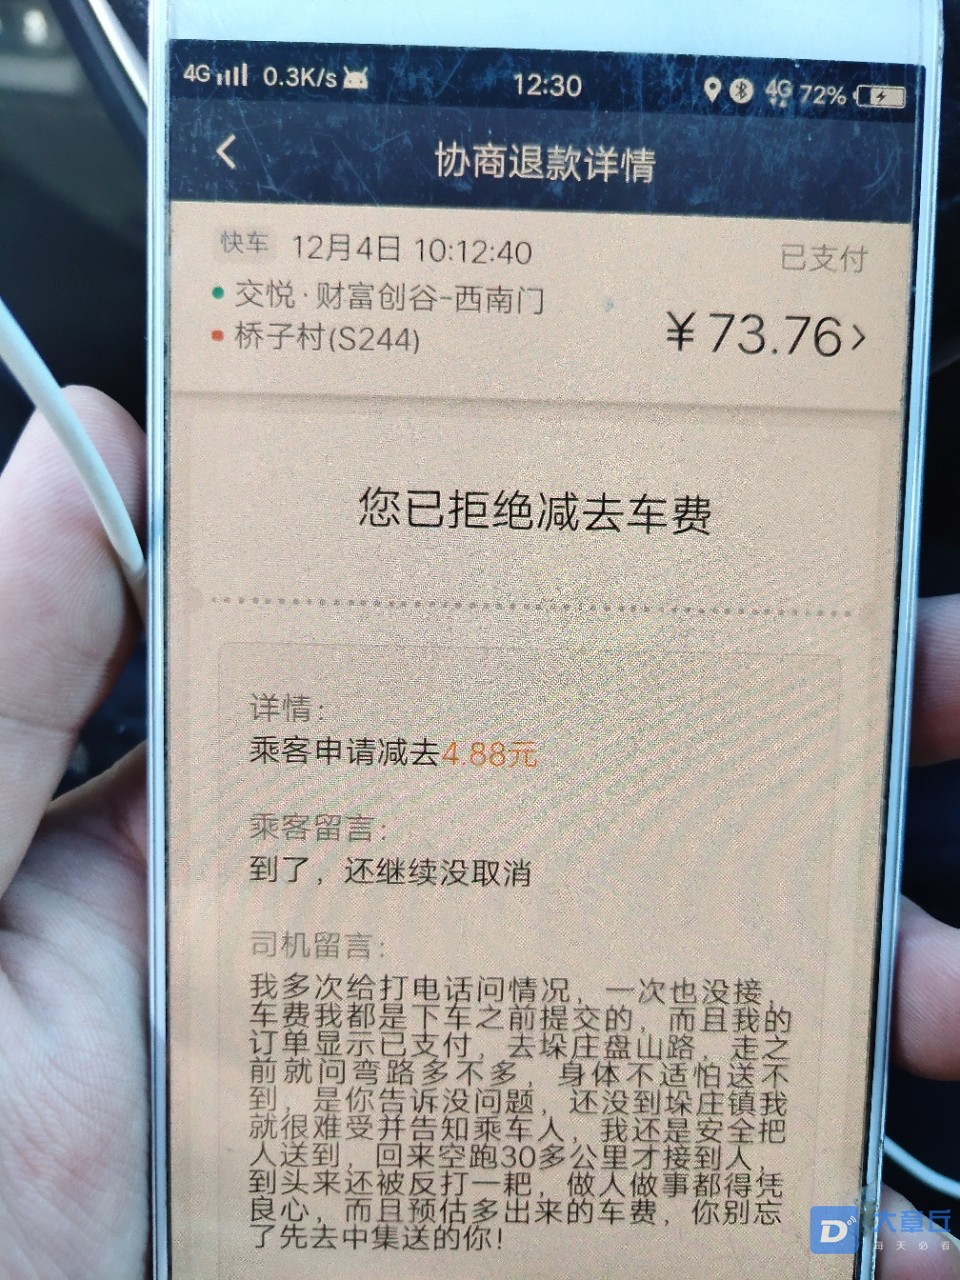 4G 0.3K/s 12:30 4G 72%
协商退款详情
快车 12月4日 10:12:40 已支付
交悦·财富创谷-西南门
桥子村(S244)
¥73.76>
您已拒绝减去车费
详情:
乘客申请减去4.88元
乘客留言:
到了，还继续没取消
司机留言:
我多次给打电话问情况，一次也没接，
车费我都是下车之前提交的，而且我的
订单显示已支付，去垛庄盘山路，走之
前就问弯路多不多，身体不适怕送不
到，是你告诉没问题，还没到垛庄镇我
就很难受并告知乘车人，我还是安全把
人送到，回来空跑30多公里才接到人，
到头来还被反打一耙，做人做事都得凭
良心，而且预估多出来的车费，你别忘
了先去中集送的你!
D 大章丘
每天必看